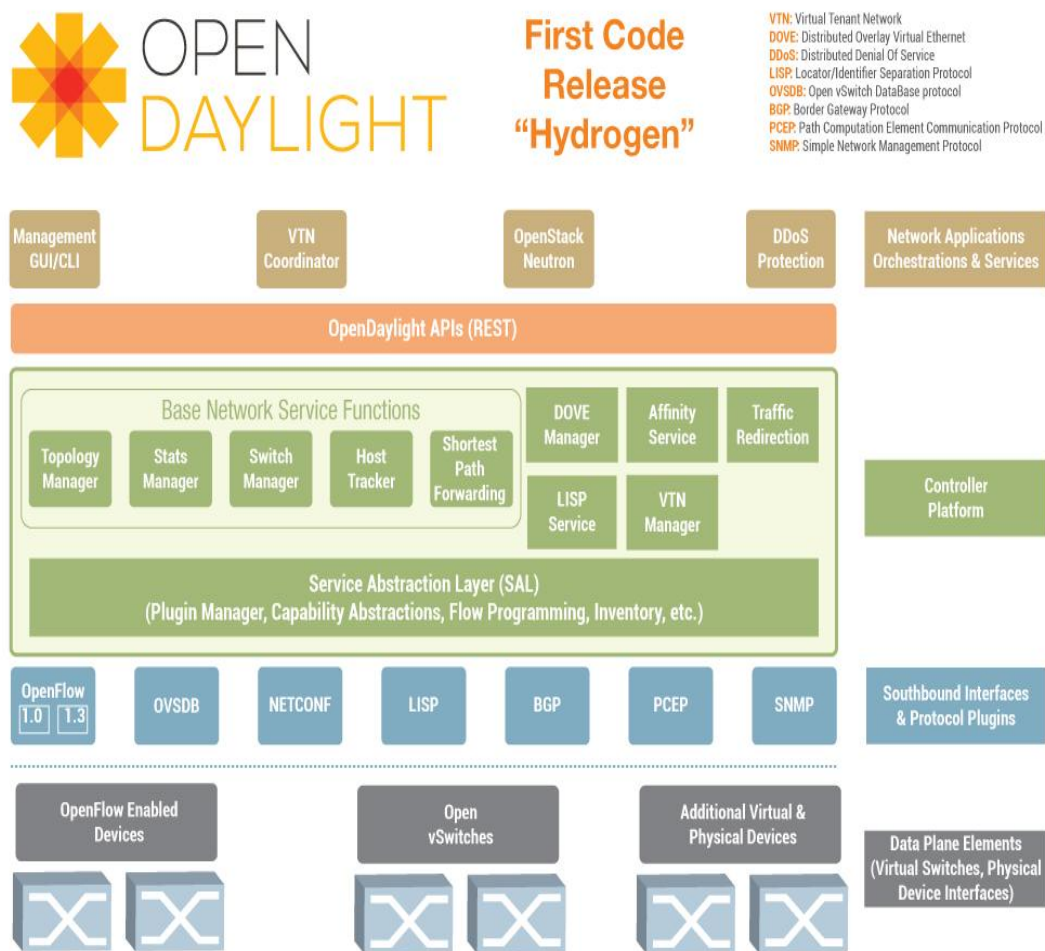 OPEN
DAYLIGHT
First Code
Release
“Hydrogen”
VTN: Virtual Tenant Network
DOVE: Distributed Overlay Virtual Ethernet
DDoS: Distributed Denial Of Service
LISP: Locator/Identifier Separation Protocol
OVSDB: Open vSwitch DataBase protocol
BGP: Border Gateway Protocol
PCEP: Path Computation Element Communication Protocol
SNMP: Simple Network Management Protocol
Management
GUI/CLI
VTN
Coordinator
OpenStack
Neutron
DDoS
Protection
Network Applications
Orchestrations & Services
OpenDaylight APIs (REST)
Base Network Service Functions
Topology
Manager
Stats
Manager
Switch
Manager
Host
Tracker
Shortest
Path
Forwarding
DOVE
Manager
Affinity
Service
Traffic
Redirection
LISP
Service
VTN
Manager
Controller
Platform
Service Abstraction Layer (SAL)
(Plugin Manager, Capability Abstractions, Flow Programming, Inventory, etc.)
OpenFlow
1.0 1.3
OVSDB
NETCONF
LISP
BGP
PCEP
SNMP
Southbound Interfaces
& Protocol Plugins
OpenFlow Enabled
Devices
Open
vSwitches
Additional Virtual &
Physical Devices
Data Plane Elements
(Virtual Switches, Physical
Device Interfaces)